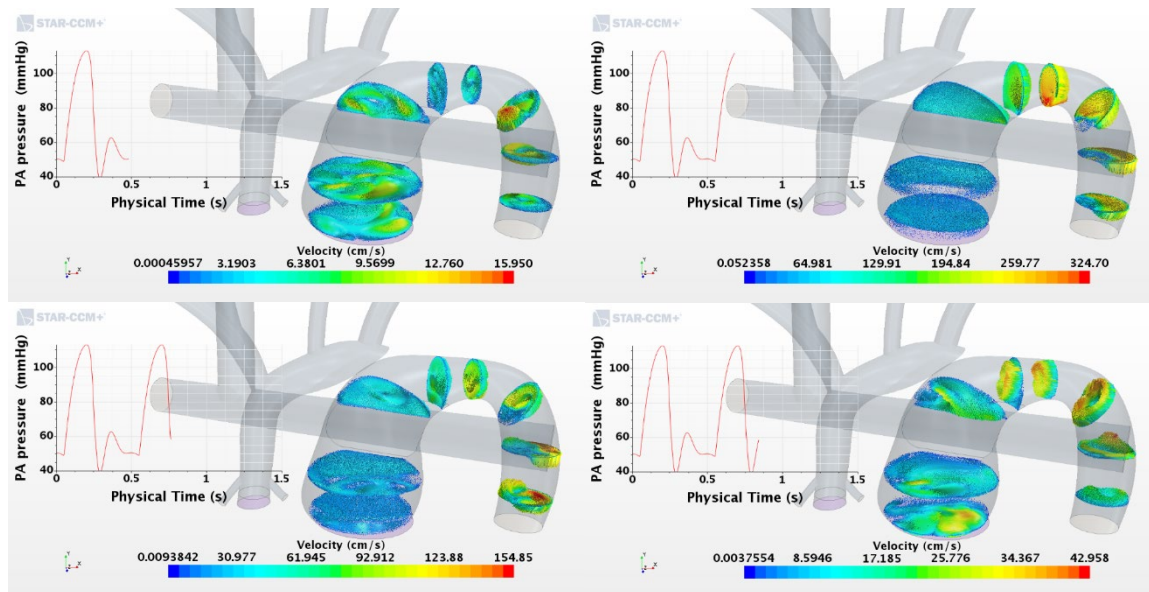 STAR-CCM+
PA pressure (mmHg)
100
80
60
40
0
0.5
1
1.5
Physical Time (s)
Velocity (cm/s)
0.00045957 3.1903 6.3801 9.5699 12.760 15.950
Y
Z X
STAR-CCM+
PA pressure (mmHg)
100
80
60
40
0
0.5
1
1.5
Physical Time (s)
Velocity (cm/s)
0.052358 64.981 129.91 194.84 259.77 324.70
Y
Z X
STAR-CCM+
PA pressure (mmHg)
100
80
60
40
0
0.5
1
1.5
Physical Time (s)
Velocity (cm/s)
0.0093842 30.977 61.945 92.912 123.88 154.85
Y
Z X
STAR-CCM+
PA pressure (mmHg)
100
80
60
40
0
0.5
1
1.5
Physical Time (s)
Velocity (cm/s)
0.0037554 8.5946 17.185 25.776 34.367 42.958
Y
Z X